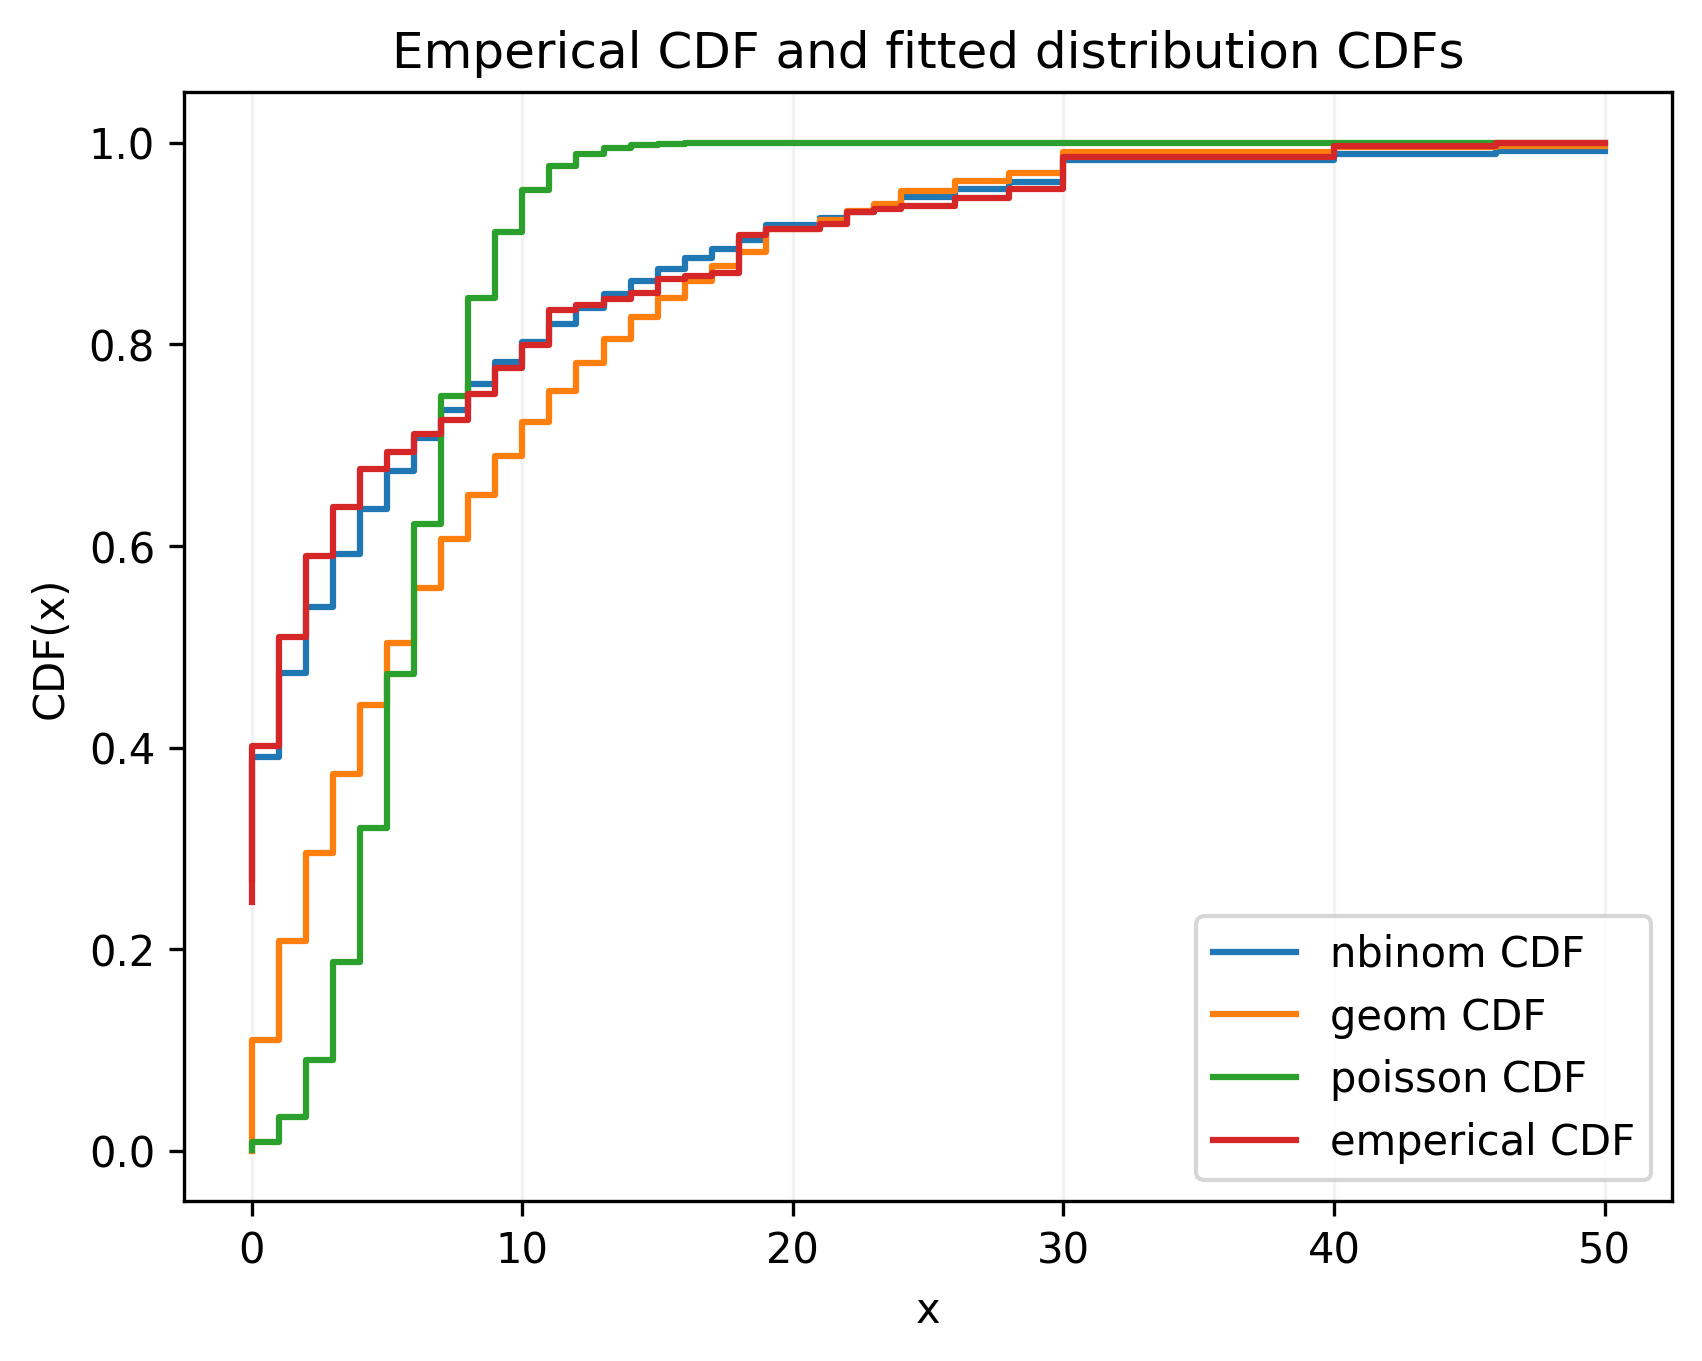 Emperical CDF and fitted distribution CDFs
1.0
0.8
0.6
0.4
0.2
0.0
CDF(x)
0 10 20 30 40 50
x
nbinom CDF
geom CDF
poisson CDF
emperical CDF